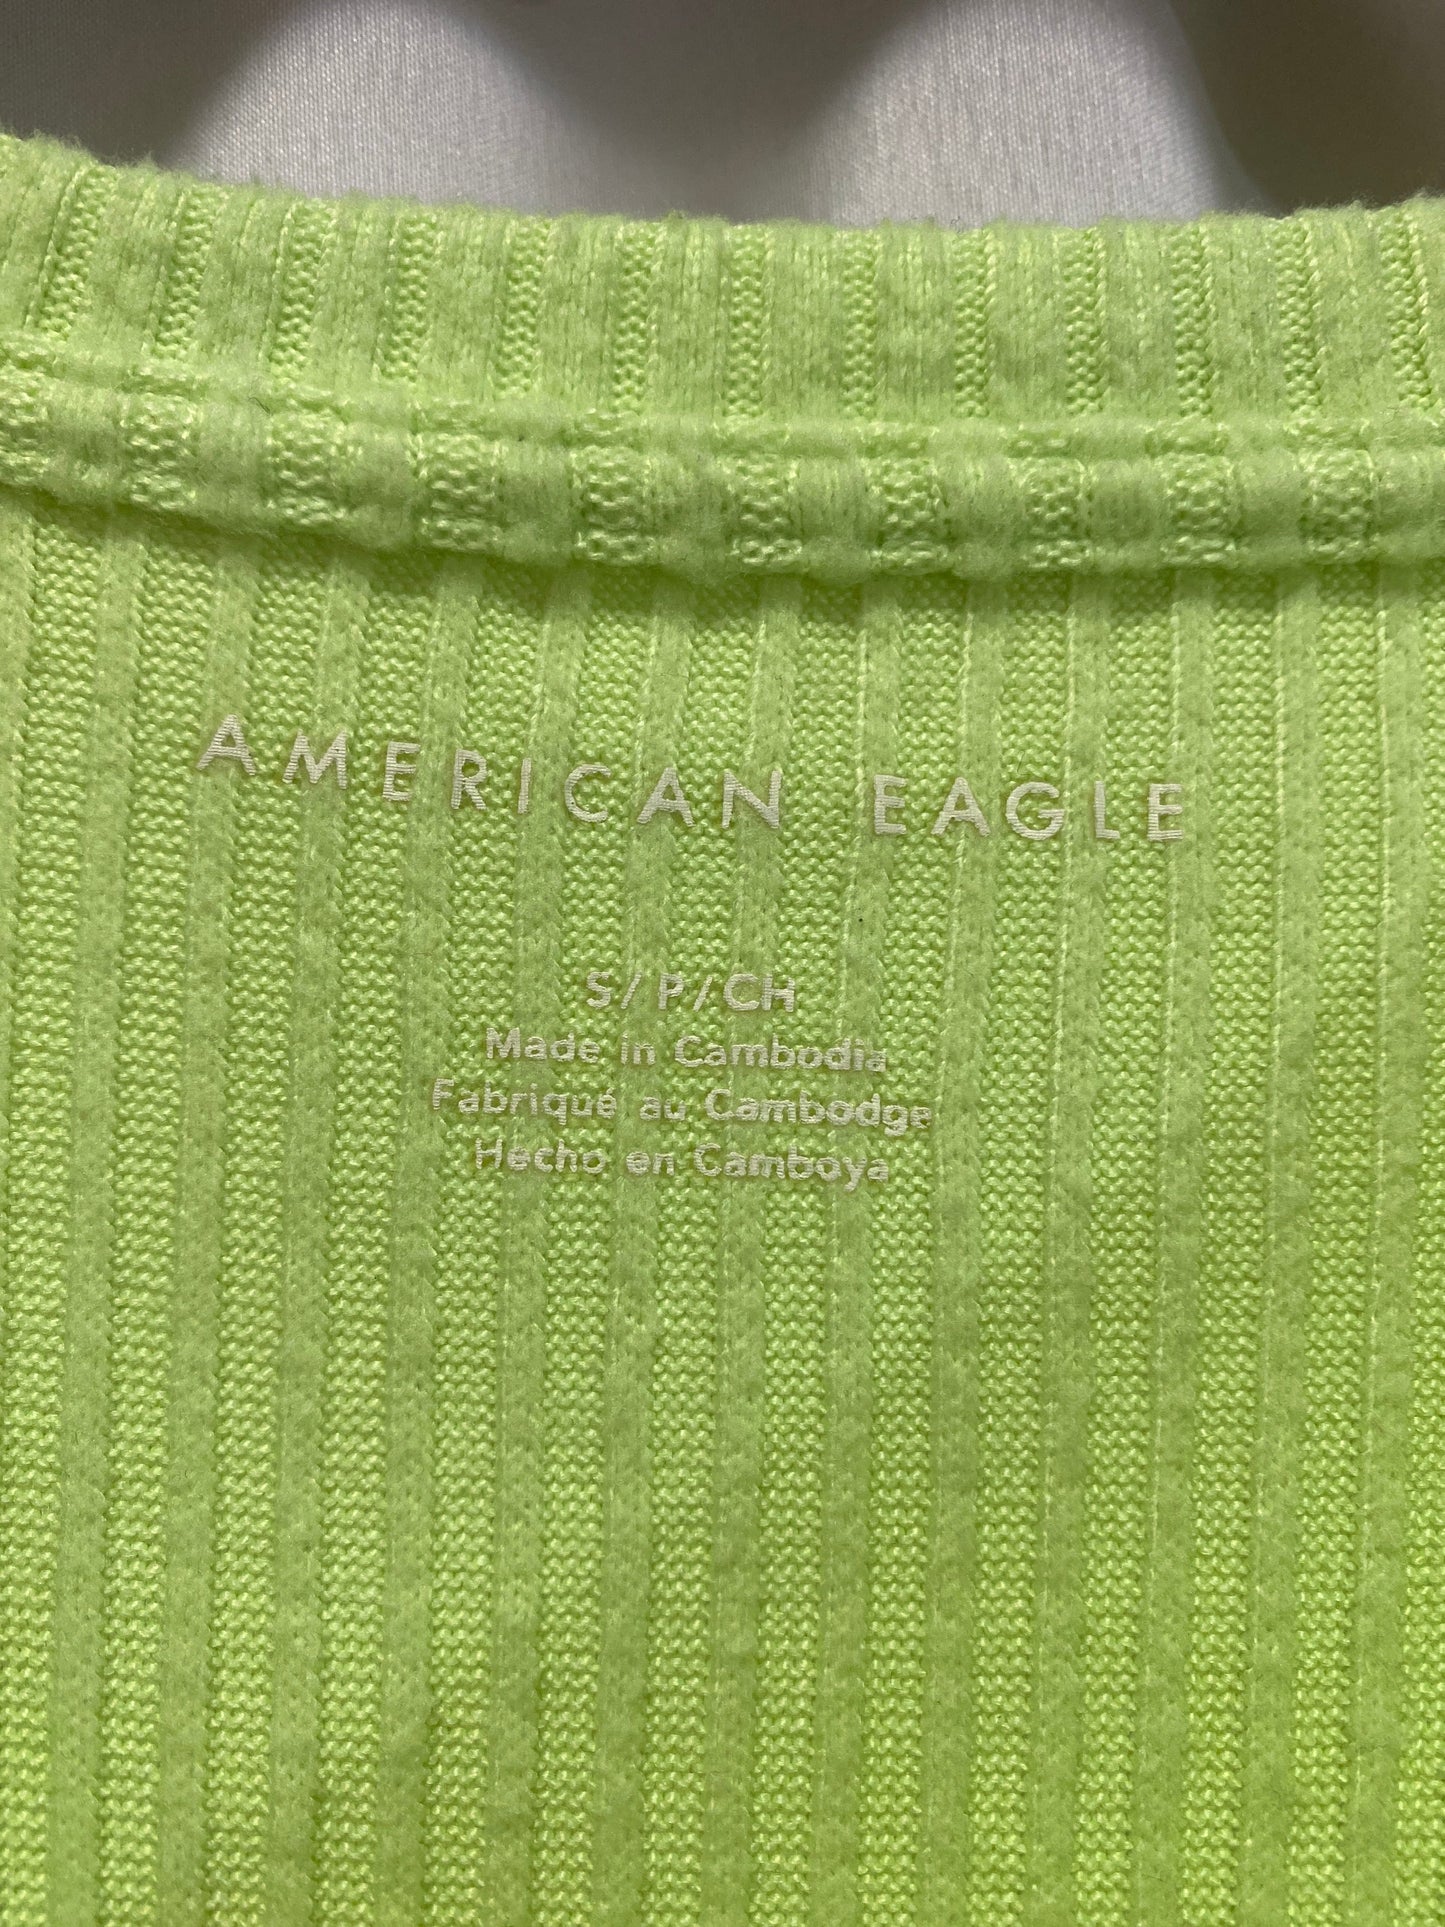 AMERICAN EAGLE
S/P/CH
Made in Cambodia
Fabriqué au Cambodge
Hecho en Camboya